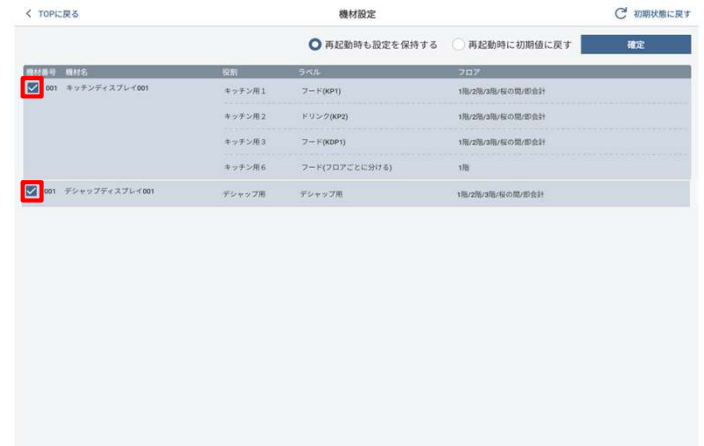 TOPに戻る 機材設定 初期状態に戻す
再起動時も設定を保持する 再起動時に初期値に戻す 確定
機材番号 機材名 役割 ラベル フロア
001 キッチンディスプレイ001 キッチン用1 フード(KP1) 1階/2階/3階/桜の間/即会計
キッチン用2 ドリンク(KP2) 1階/2階/3階/桜の間/即会計
キッチン用3 フード(KDP1) 1階/2階/3階/桜の間/即会計
キッチン用6 フード(フロアごとに分ける) 1階
001 デシャップディスプレイ001 デシャップ用 デシャップ用 1階/2階/3階/桜の間/即会計